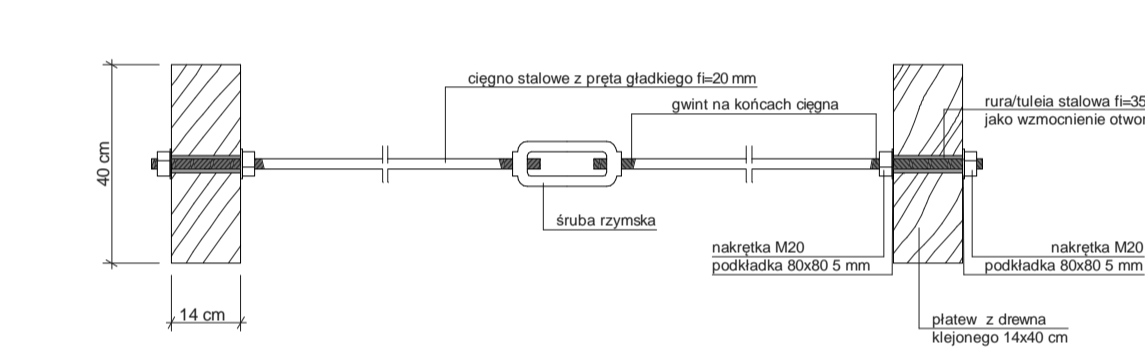 cięgno stalowe z pręta gładkiego fi=20 mm
gwint na końcach cięgna
rura/tuleia stalowa fi=35
jako wzmocnienie
40 cm
śruba rzymska
nakrętka M20
podkładka 80x80 5 mm
nakrętka M20
podkładka 80x80 5 mm
14 cm
płatew z drewna
klejonego 14x40 cm